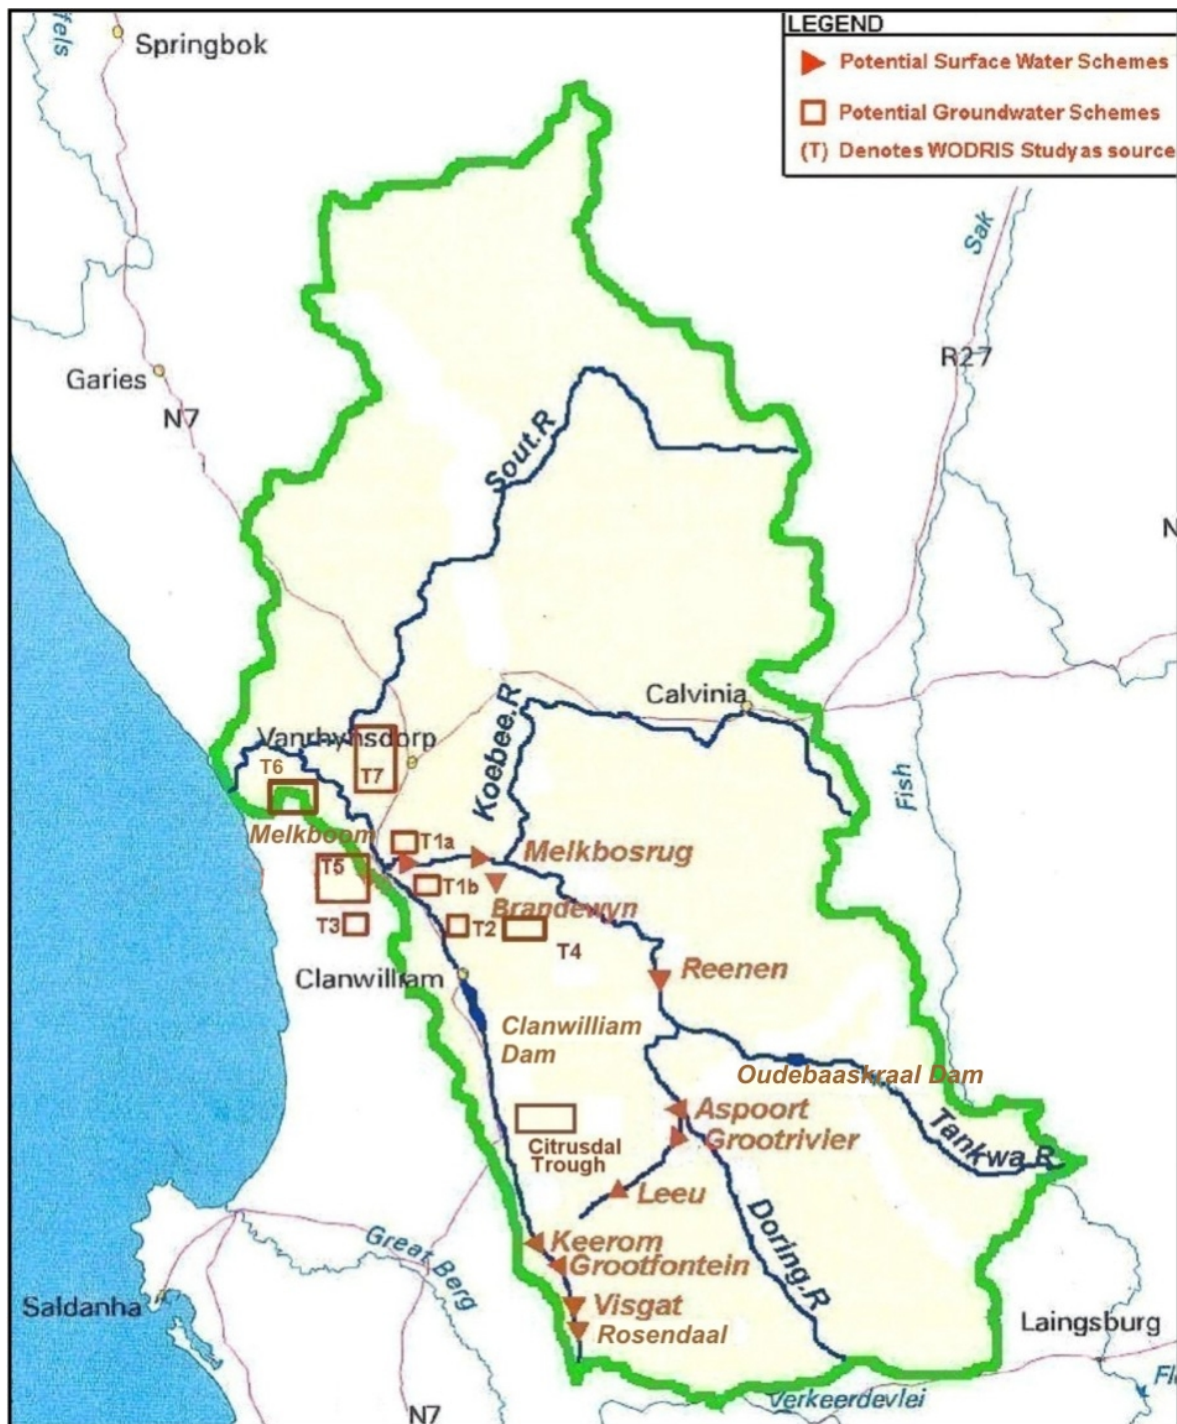 LEGEND
Potential Surface Water Schemes
Potential Groundwater Schemes
(T) Denotes WODRIS Study as source
Springbok
Sak
R27
Garies
N7
Sout.R
N
Calvinia
Koebee.R
Vanrhynsdorp
T6
T7
Fish
Melkboom
T1a
Melkbosrug
T5
T1b
Brandewyn
T3
T2
T4
Clanwilliam
Reenen
Clanwilliam
Dam
Oudebaaskraal Dam
Aspoort
Tankwa.R
Citrusdal
Trough
Grootrivier
Leeu
Doring.R
Great Berg
Keerom
Grootfontein
Saldanha
Visgat
Rosendaal
Laingsburg
Verkeerdevlei
N7